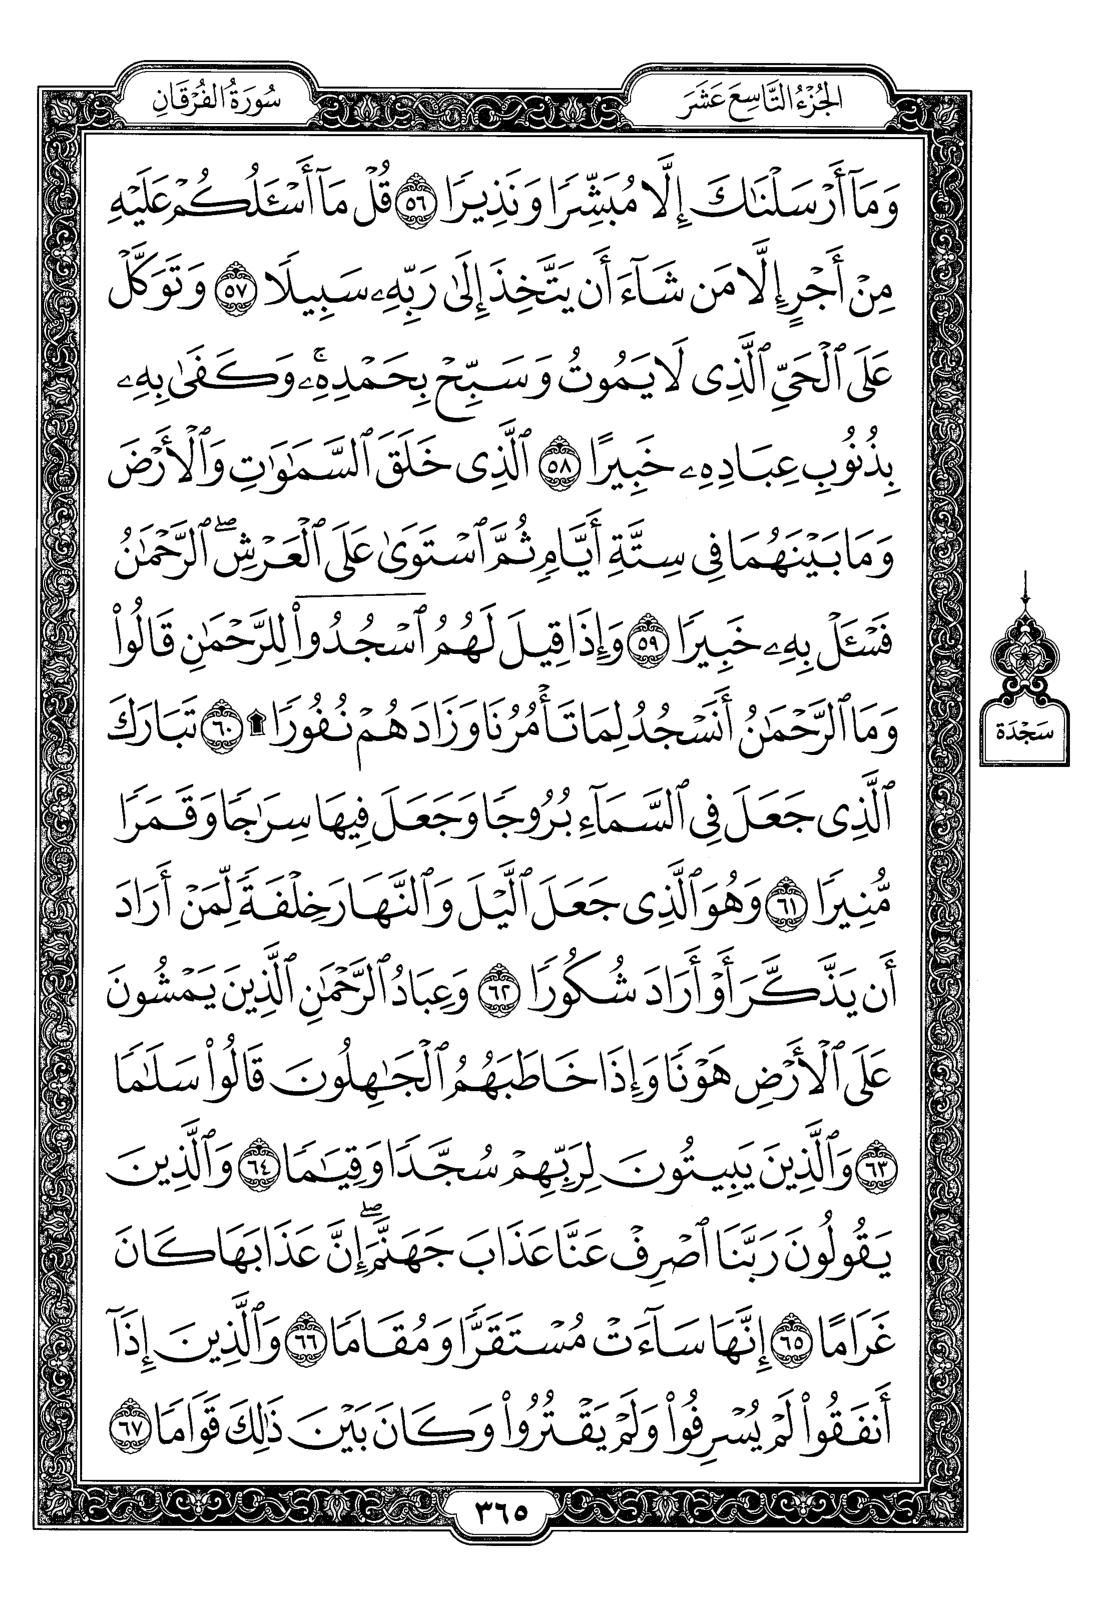 الجُزْءُ التَّاسِعَ عَشَرَ
سُورَةُ الفُرْقَانِ
وَمَآ أَرْسَلْنَٰكَ إِلَّا مُبَشِّرًا وَنَذِيرًا ٥٦ قُلْ مَآ أَسْـَٔلُكُمْ عَلَيْهِ
مِنْ أَجْرٍ إِلَّا مَن شَآءَ أَن يَتَّخِذَ إِلَىٰ رَبِّهِۦ سَبِيلًا ٥٧ وَتَوَكَّلْ
عَلَى ٱلْحَىِّ ٱلَّذِى لَا يَمُوتُ وَسَبِّحْ بِحَمْدِهِۦ ۚ وَكَفَىٰ بِهِۦ
بِذُنُوبِ عِبَادِهِۦ خَبِيرًا ٥٨ ٱلَّذِى خَلَقَ ٱلسَّمَٰوَٰتِ وَٱلْأَرْضَ
وَمَا بَيْنَهُمَا فِى سِتَّةِ أَيَّامٍ ثُمَّ ٱسْتَوَىٰ عَلَى ٱلْعَرْشِ ۖ ٱلرَّحْمَٰنُ
فَسْـَٔلْ بِهِۦ خَبِيرًا ٥٩ وَإِذَا قِيلَ لَهُمُ ٱسْجُدُوا۟ لِلرَّحْمَٰنِ قَالُوا۟
وَمَا ٱلرَّحْمَٰنُ أَنَسْجُدُ لِمَا تَأْمُرُنَا وَزَادَهُمْ نُفُورًا ۩ ٦٠ تَبَارَكَ
سَجْدَة
ٱلَّذِى جَعَلَ فِى ٱلسَّمَآءِ بُرُوجًا وَجَعَلَ فِيهَا سِرَٰجًا وَقَمَرًا
مُّنِيرًا ٦١ وَهُوَ ٱلَّذِى جَعَلَ ٱلَّيْلَ وَٱلنَّهَارَ خِلْفَةً لِّمَنْ أَرَادَ
أَن يَذَّكَّرَ أَوْ أَرَادَ شُكُورًا ٦٢ وَعِبَادُ ٱلرَّحْمَٰنِ ٱلَّذِينَ يَمْشُونَ
عَلَى ٱلْأَرْضِ هَوْنًا وَإِذَا خَاطَبَهُمُ ٱلْجَٰهِلُونَ قَالُوا۟ سَلَٰمًا
٦٣ وَٱلَّذِينَ يَبِيتُونَ لِرَبِّهِمْ سُجَّدًا وَقِيَٰمًا ٦٤ وَٱلَّذِينَ
يَقُولُونَ رَبَّنَا ٱصْرِفْ عَنَّا عَذَابَ جَهَنَّمَ ۖ إِنَّ عَذَابَهَا كَانَ
غَرَامًا ٦٥ إِنَّهَا سَآءَتْ مُسْتَقَرًّا وَمُقَامًا ٦٦ وَٱلَّذِينَ إِذَآ
أَنفَقُوا۟ لَمْ يُسْرِفُوا۟ وَلَمْ يَقْتُرُوا۟ وَكَانَ بَيْنَ ذَٰلِكَ قَوَامًا ٦٧
٣٦٥